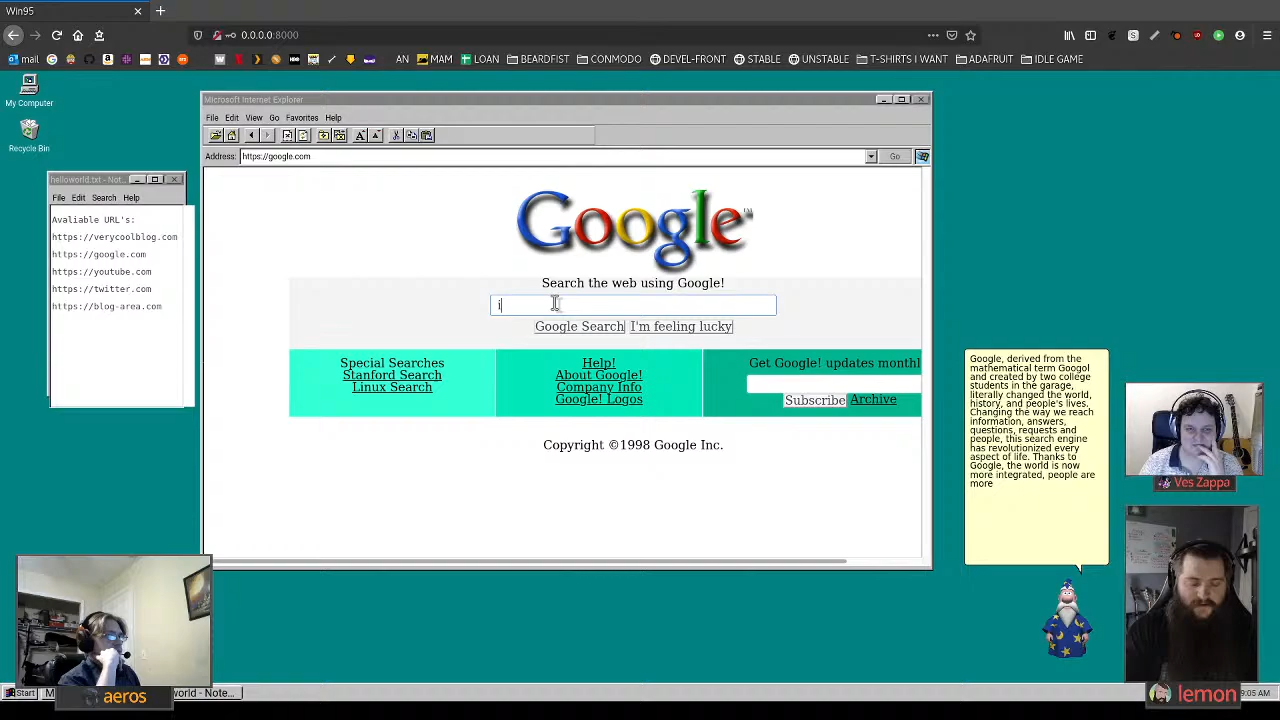 Win95
0.0.0.0:8000
mail
AN
MAM
LOAN
BEARDFIST
CONMODO
DEVEL-FRONT
STABLE
UNSTABLE
T-SHIRTS I WANT
ADAFRUIT
IDLE GAME
My Computer
Recycle Bin
helloworld.txt - Not...
File Edit Search Help
Avaliable URL's:
https://verycoolblog.com
https://google.com
https://youtube.com
https://twitter.com
https://blog-area.com
Microsoft Internet Explorer
File Edit View Go Favorites Help
Address: https://google.com
Go
Google
TM
Search the web using Google!
i
Google Search I'm feeling lucky
Special Searches
Stanford Search
Linux Search
Help!
About Google!
Company Info
Google! Logos
Get Google! updates monthl
Subscribe Archive
Copyright ©1998 Google Inc.
Google, derived from the
mathematical term Googol
and created by two college
students in the garage,
literally changed the world,
history, and people's lives.
Changing the way we reach
information, answers,
questions, requests and
people, this search engine
has revolutionized every
aspect of life. Thanks to
Google, the world is now
more integrated, people are
more
Ves Zappa
Start
M
world - Note...
aeros
lemon
9:05 AM